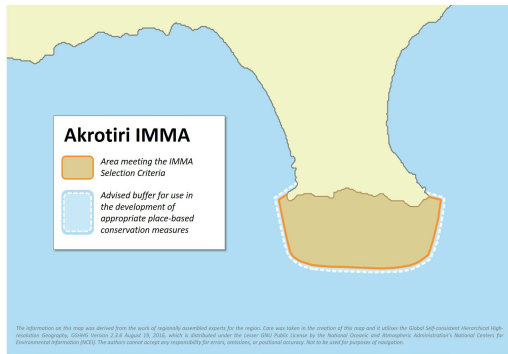 Akrotiri IMMA
Area meeting the IMMA
Selection Criteria
Advised buffer for use in
the development of
appropriate place-based
conservation measures
The information on this map was derived from the work of regionally assembled experts for the region. Care was taken in the creation of this map and it utilises the Global Self-consistent Hierarchical High-
resolution Geography, GSHHG Version 2.3.6 August 19, 2016, which is distributed under the Lesser GNU Public License by the National Oceanic and Atmospheric Administration's National Centers for
Environmental Information (NCEI). The authors cannot accept any responsibility for errors, omissions, or positional accuracy. Not to be used for purposes of navigation.